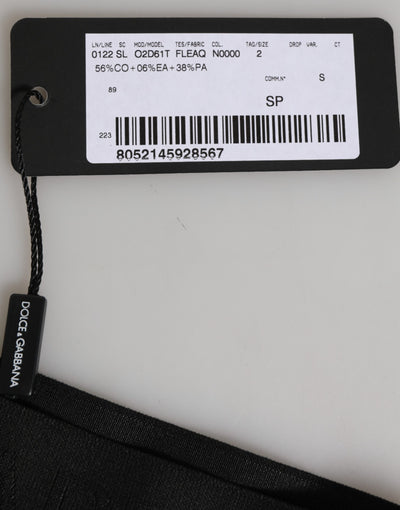 LN/LINE SC MOD/MODEL TES/FABRIC COL. TAG/SIZE DROP VAR. CT
0122 SL O2D61T FLEAQ N0000 2
56%CO+06%EA+38%PA
COMM.N° S
89
SP
223
8052145928567
DOLCE & GABBANA